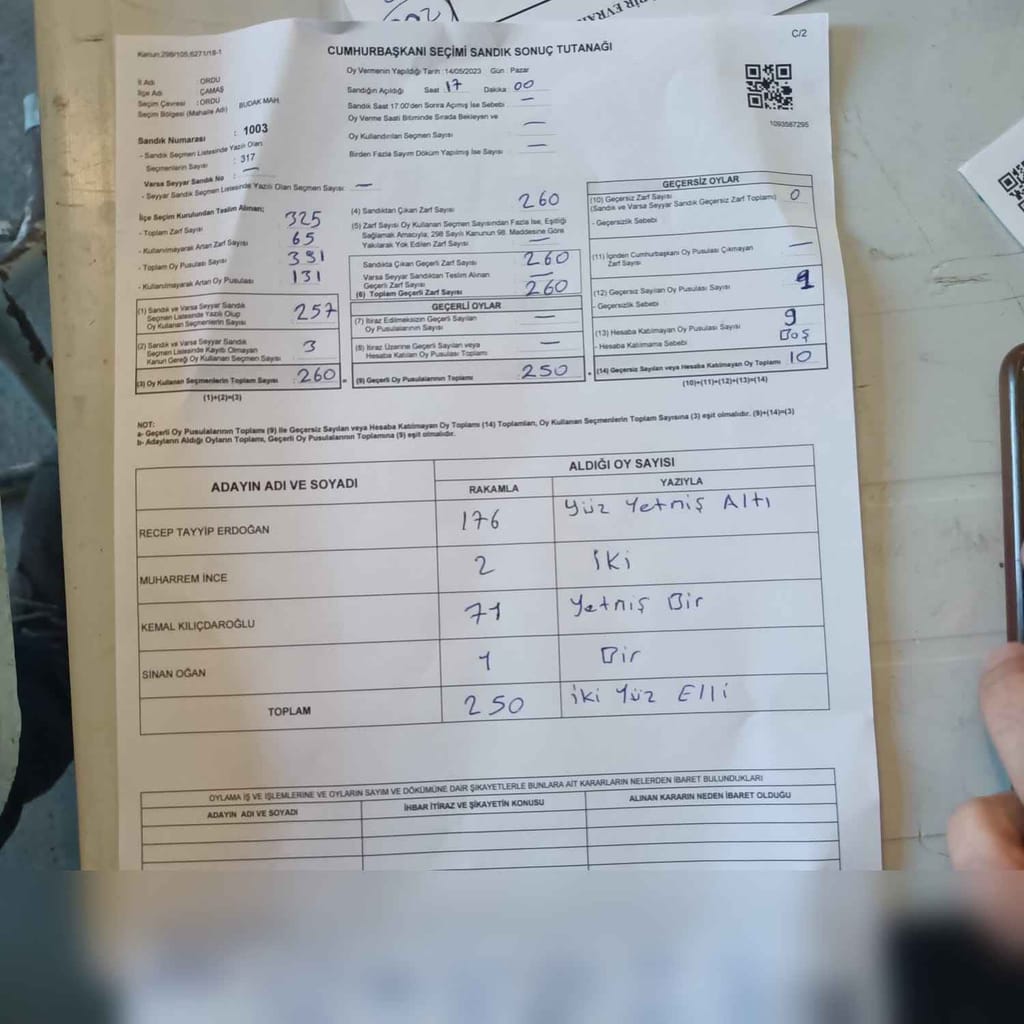 C/2
Kanun:298/105,6271/18-1
CUMHURBAŞKANI SEÇİMİ SANDIK SONUÇ TUTANAĞI
İl Adı : ORDU
İlçe Adı : ÇAMAŞ
Seçim Çevresi : ORDU
Seçim Bölgesi (Mahalle Adı) BUDAK MAH.
Sandık Numarası : 1003
- Sandık Seçmen Listesinde Yazılı Olan
Seçmenlerin Sayısı : 317
Varsa Seyyar Sandık No : —
- Seyyar Sandık Seçmen Listesinde Yazılı Olan Seçmen Sayısı: —
Oy Vermenin Yapıldığı Tarih : 14/05/2023 Gün : Pazar
Sandığın Açıldığı Saat 17 Dakika 00
Sandık Saat 17:00'den Sonra Açılmış İse Sebebi —
Oy Verme Saati Bitiminde Sırada Bekleyen ve
Oy Kullandırılan Seçmen Sayısı —
Birden Fazla Sayım Döküm Yapılmış İse Sayısı —
1093587295
İlçe Seçim Kurulundan Teslim Alınan;
- Toplam Zarf Sayısı 325
- Kullanılmayarak Artan Zarf Sayısı 65
- Toplam Oy Pusulası Sayısı 391
- Kullanılmayarak Artan Oy Pusulası 131
(1) Sandık ve Varsa Seyyar Sandık
Seçmen Listesinde Yazılı Olup
Oy Kullanan Seçmenlerin Sayısı 257
(2) Sandık ve Varsa Seyyar Sandık
Seçmen Listesinde Kayıtlı Olmayan
Kanun Gereği Oy Kullanan Seçmen Sayısı 3
(3) Oy Kullanan Seçmenlerin Toplam Sayısı 260
(1)+(2)=(3)
(4) Sandıktan Çıkan Zarf Sayısı 260
(5) Zarf Sayısı Oy Kullanan Seçmen Sayısından Fazla İse, Eşitliği
Sağlamak Amacıyla, 298 Sayılı Kanunun 98. Maddesine Göre
Yakılarak Yok Edilen Zarf Sayısı —
Sandıkta Çıkan Geçerli Zarf Sayısı 260
Varsa Seyyar Sandıktan Teslim Alınan
Geçerli Zarf Sayısı —
(6) Toplam Geçerli Zarf Sayısı 260
GEÇERLİ OYLAR
(7) İtiraz Edilmeksizin Geçerli Sayılan
Oy Pusulalarının Sayısı —
(8) İtiraz Üzerine Geçerli Sayılan veya
Hesaba Katılan Oy Pusulası Toplamı —
= (9) Geçerli Oy Pusulalarının Toplamı 250
GEÇERSİZ OYLAR
(10) Geçersiz Zarf Sayısı 0
(Sandık ve Varsa Seyyar Sandık Geçersiz Zarf Toplamı)
- Geçersizlik Sebebi
(11) İçinden Cumhurbaşkanı Oy Pusulası Çıkmayan
Zarf Sayısı —
(12) Geçersiz Sayılan Oy Pusulası Sayısı
- Geçersizlik Sebebi
(13) Hesaba Katılmayan Oy Pusulası Sayısı 9
- Hesaba Katılmama Sebebi Boş
+ (14) Geçersiz Sayılan veya Hesaba Katılmayan Oy Toplamı 10
(10)+(11)+(12)+(13)=(14)
NOT:
a- Geçerli Oy Pusulalarının Toplamı (9) ile Geçersiz Sayılan veya Hesaba Katılmayan Oy Toplamı (14) Toplamları, Oy Kullanan Seçmenlerin Toplam Sayısına (3) eşit olmalıdır. (9)+(14)=(3)
b- Adayların Aldığı Oyların Toplamı, Geçerli Oy Pusulalarının Toplamına (9) eşit olmalıdır.
ADAYIN ADI VE SOYADI ALDIĞI OY SAYISI
RAKAMLA YAZIYLA
RECEP TAYYİP ERDOĞAN 176 Yüz Yetmiş Altı
MUHARREM İNCE 2 İki
KEMAL KILIÇDAROĞLU 71 Yetmiş Bir
SİNAN OĞAN 1 Bir
TOPLAM 250 İki Yüz Elli
OYLAMA İŞ VE İŞLEMLERİNE VE OYLARIN SAYIM VE DÖKÜMÜNE DAİR ŞİKAYETLERLE BUNLARA AİT KARARLARIN NELERDEN İBARET BULUNDUKLARI
ADAYIN ADI VE SOYADI İHBAR İTİRAZ VE ŞİKAYETİN KONUSU ALINAN KARARIN NEDEN İBARET OLDUĞU